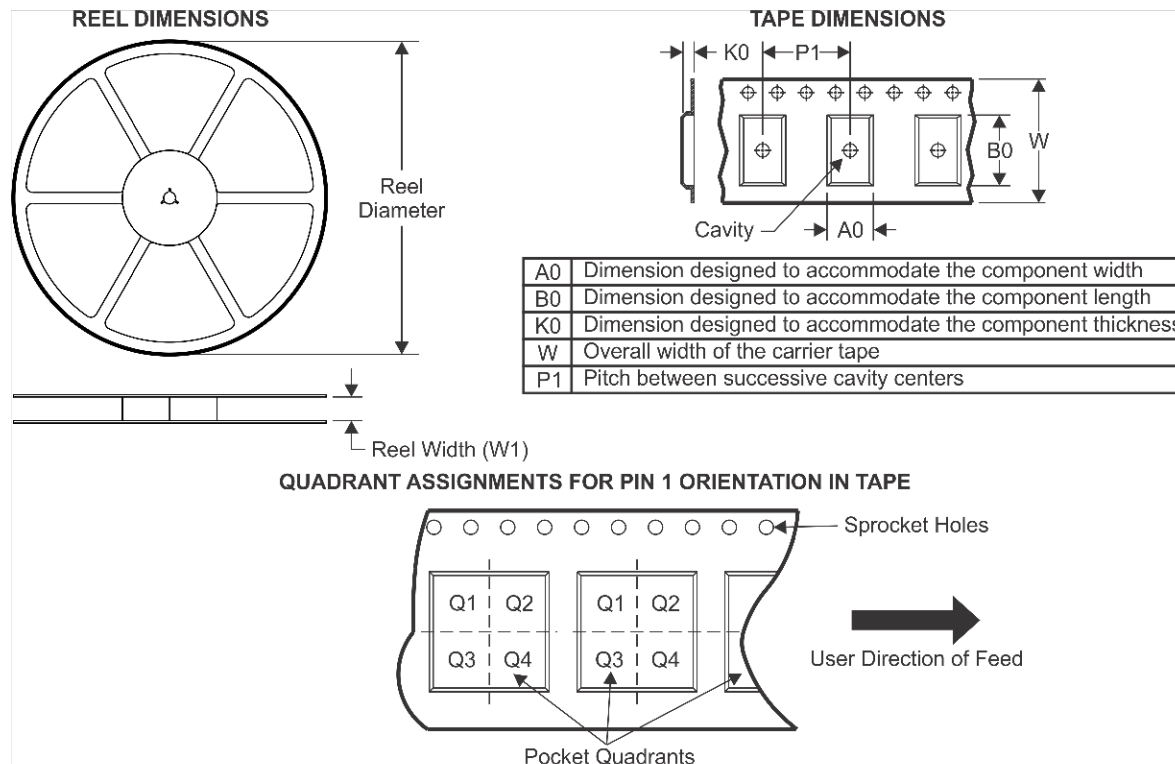 REEL DIMENSIONS
Reel
Diameter
Reel Width (W1)
TAPE DIMENSIONS
K0
P1
B0
W
Cavity
A0
A0 Dimension designed to accommodate the component width
B0 Dimension designed to accommodate the component length
K0 Dimension designed to accommodate the component thickness
W Overall width of the carrier tape
P1 Pitch between successive cavity centers
QUADRANT ASSIGNMENTS FOR PIN 1 ORIENTATION IN TAPE
Sprocket Holes
Q1 Q2 Q1 Q2
Q3 Q4 Q3 Q4
User Direction of Feed
Pocket Quadrants